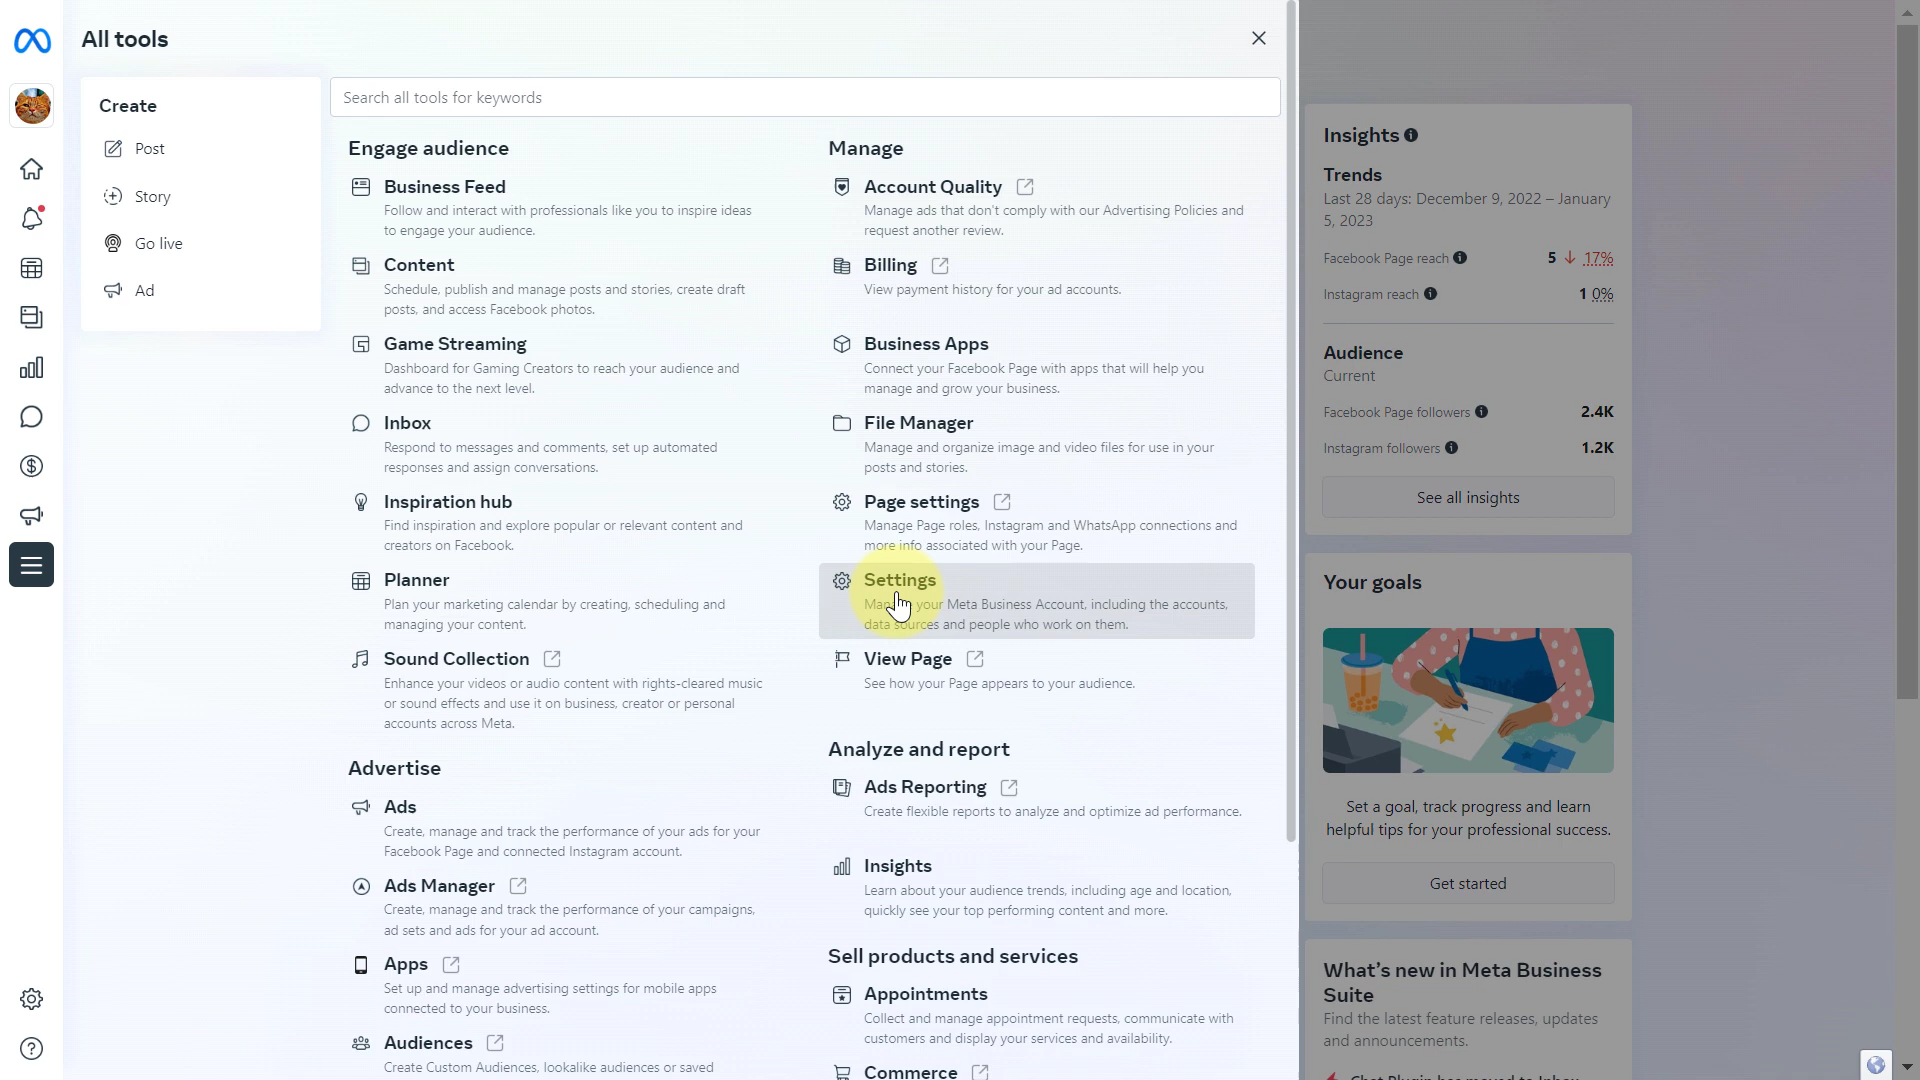 All tools
Create
Post
Story
Go live
Ad
Search all tools for keywords
Engage audience
Business Feed
Follow and interact with professionals like you to inspire ideas
to engage your audience.
Content
Schedule, publish and manage posts and stories, create draft
posts, and access Facebook photos.
Game Streaming
Dashboard for Gaming Creators to reach your audience and
advance to the next level.
Inbox
Respond to messages and comments, set up automated
responses and assign conversations.
Inspiration hub
Find inspiration and explore popular or relevant content and
creators on Facebook.
Planner
Plan your marketing calendar by creating, scheduling and
managing your content.
Sound Collection
Enhance your videos or audio content with rights-cleared music
or sound effects and use it on business, creator or personal
accounts across Meta.
Advertise
Ads
Create, manage and track the performance of your ads for your
Facebook Page and connected Instagram account.
Ads Manager
Create, manage and track the performance of your campaigns,
ad sets and ads for your ad account.
Apps
Set up and manage advertising settings for mobile apps
connected to your business.
Audiences
Create Custom Audiences, lookalike audiences or saved
Manage
Account Quality
Manage ads that don't comply with our Advertising Policies and
request another review.
Billing
View payment history for your ad accounts.
Business Apps
Connect your Facebook Page with apps that will help you
manage and grow your business.
File Manager
Manage and organize image and video files for use in your
posts and stories.
Page settings
Manage Page roles, Instagram and WhatsApp connections and
more info associated with your Page.
Settings
Manage your Meta Business Account, including the accounts,
data sources and people who work on them.
View Page
See how your Page appears to your audience.
Analyze and report
Ads Reporting
Create flexible reports to analyze and optimize ad performance.
Insights
Learn about your audience trends, including age and location,
quickly see your top performing content and more.
Sell products and services
Appointments
Collect and manage appointment requests, communicate with
customers and display your services and availability.
Commerce
Insights
Trends
Last 28 days: December 9, 2022 – January
5, 2023
Facebook Page reach 5 ↓ 17%
Instagram reach 1 0%
Audience
Current
Facebook Page followers 2.4K
Instagram followers 1.2K
See all insights
Your goals
Set a goal, track progress and learn
helpful tips for your professional success.
Get started
What's new in Meta Business
Suite
Find the latest feature releases, updates
and announcements.
Chat Plugin has moved to Inbox